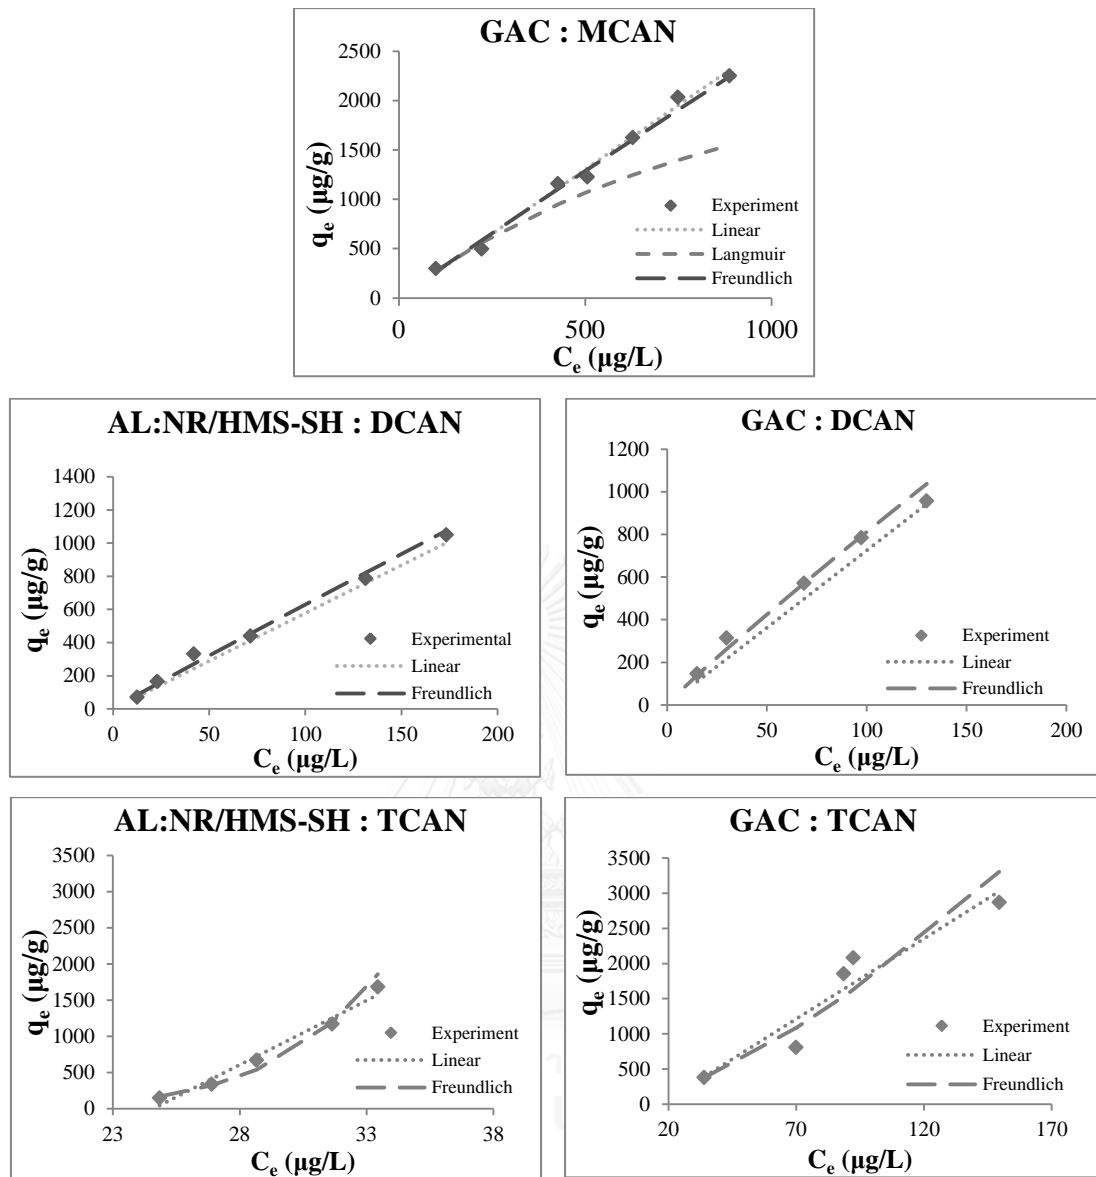 GAC : MCAN
2500
2000
1500
1000
500
0
qe (µg/g)
Experiment
Linear
Langmuir
Freundlich
0 500 1000
Ce (µg/L)
AL:NR/HMS-SH : DCAN
1400
1200
1000
800
600
400
200
0
qe (µg/g)
Experimental
Linear
Freundlich
0 50 100 150 200
Ce (µg/L)
GAC : DCAN
1200
1000
800
600
400
200
0
qe (µg/g)
Experiment
Linear
Freundlich
0 50 100 150 200
Ce (µg/L)
AL:NR/HMS-SH : TCAN
3500
3000
2500
2000
1500
1000
500
0
qe (µg/g)
Experiment
Linear
Freundlich
23 28 33 38
Ce (µg/L)
GAC : TCAN
3500
3000
2500
2000
1500
1000
500
0
qe (µg/g)
Experiment
Linear
Freundlich
20 70 120 170
Ce (µg/L)